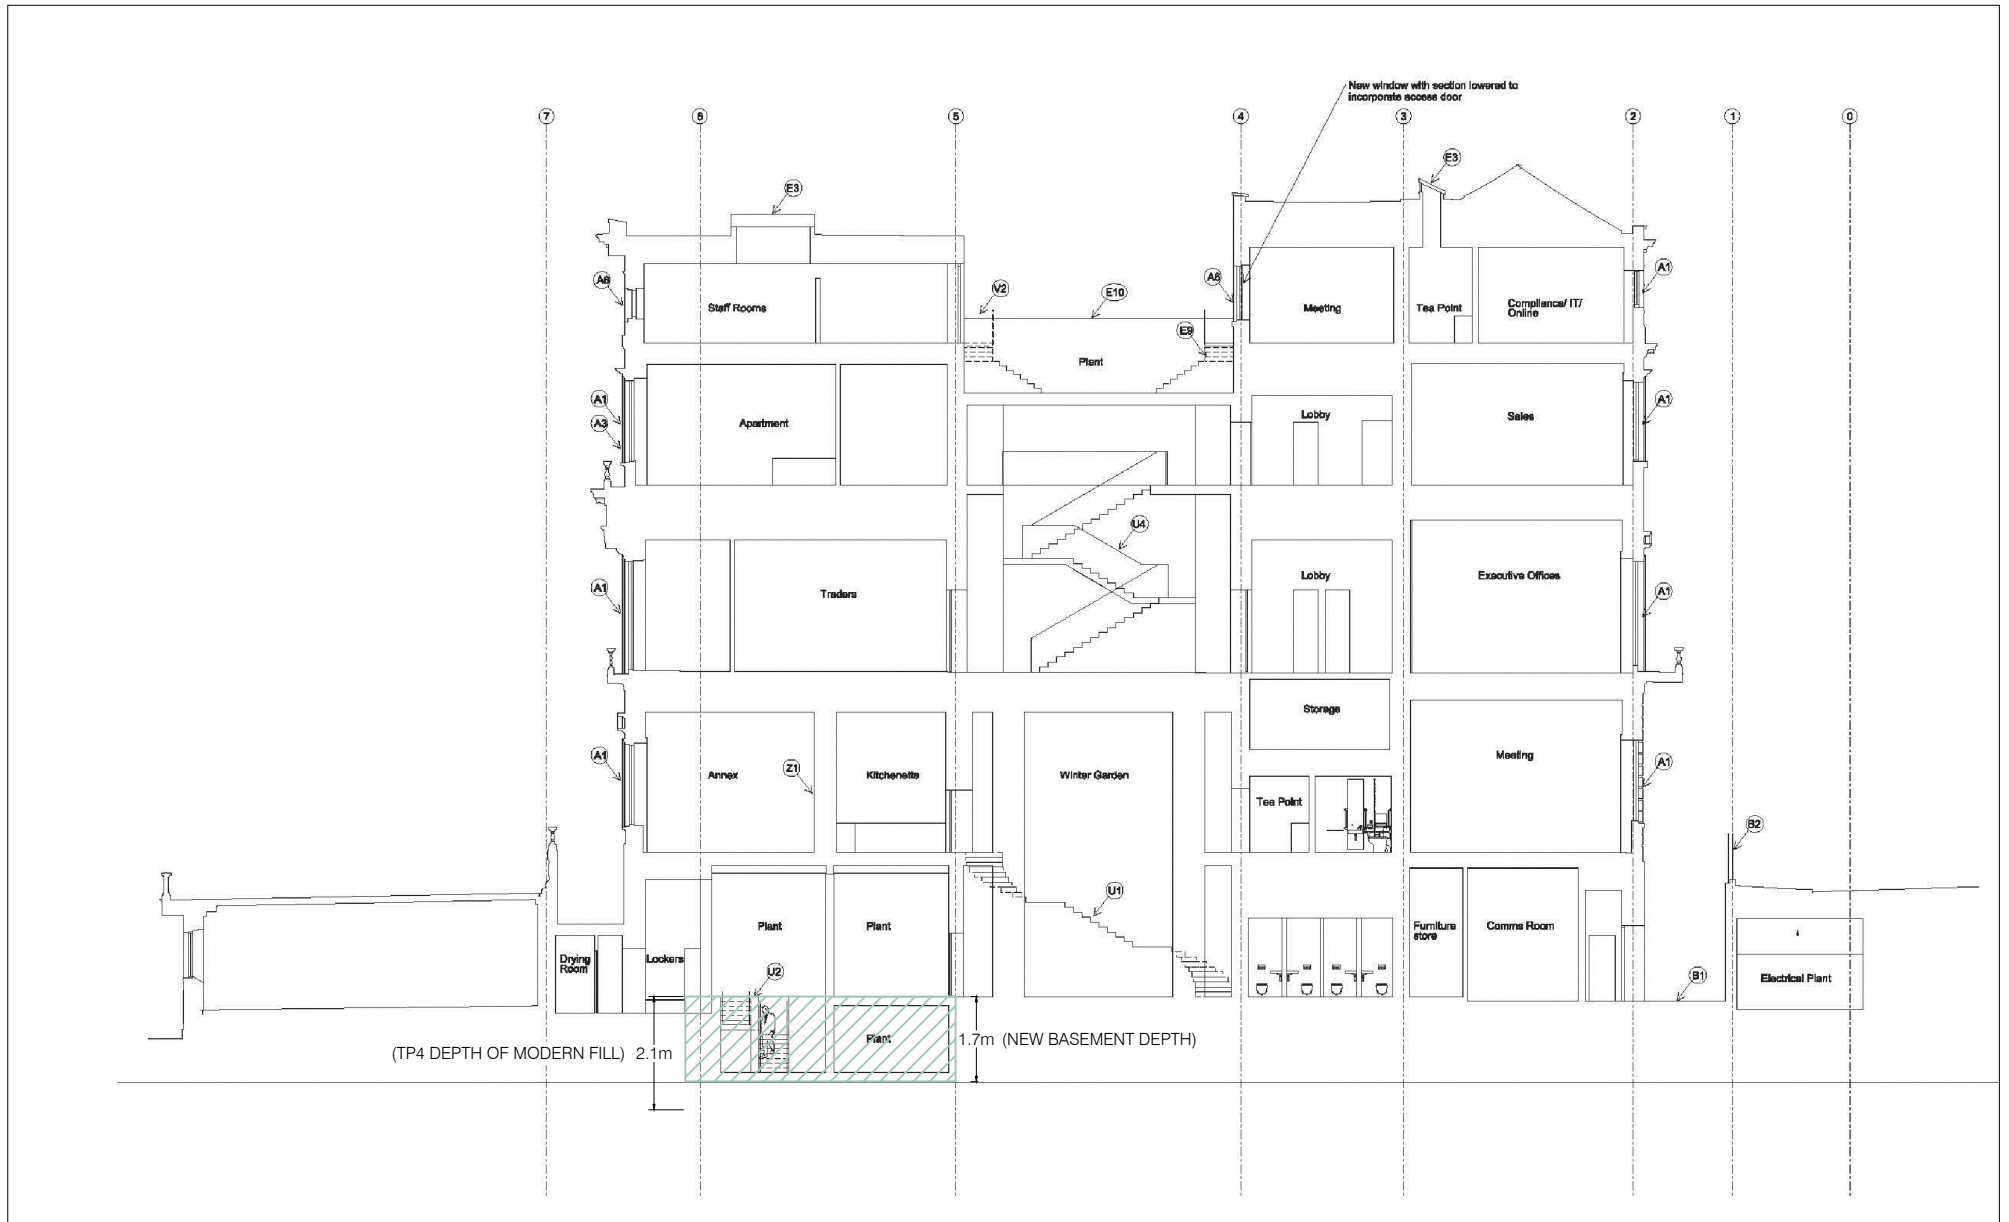 New window with section lowered to
incorporate access door
7
6
5
4
3
2
1
0
E3
E3
A6
Staff Rooms
V2
E10
A6
Meeting
Tea Point
Compliance/ IT/
Online
A1
E9
Plant
A1
A3
Apartment
Lobby
Sales
A1
U4
A1
Traders
Lobby
Executive Offices
A1
Storage
A1
Annex
Z1
Kitchenette
Winter Garden
Tea Point
Meeting
A1
B2
U1
Plant
Plant
Furniture
store
Comms Room
Drying
Room
Lockers
U2
B1
Electrical Plant
(TP4 DEPTH OF MODERN FILL) 2.1m
Plant
1.7m (NEW BASEMENT DEPTH)